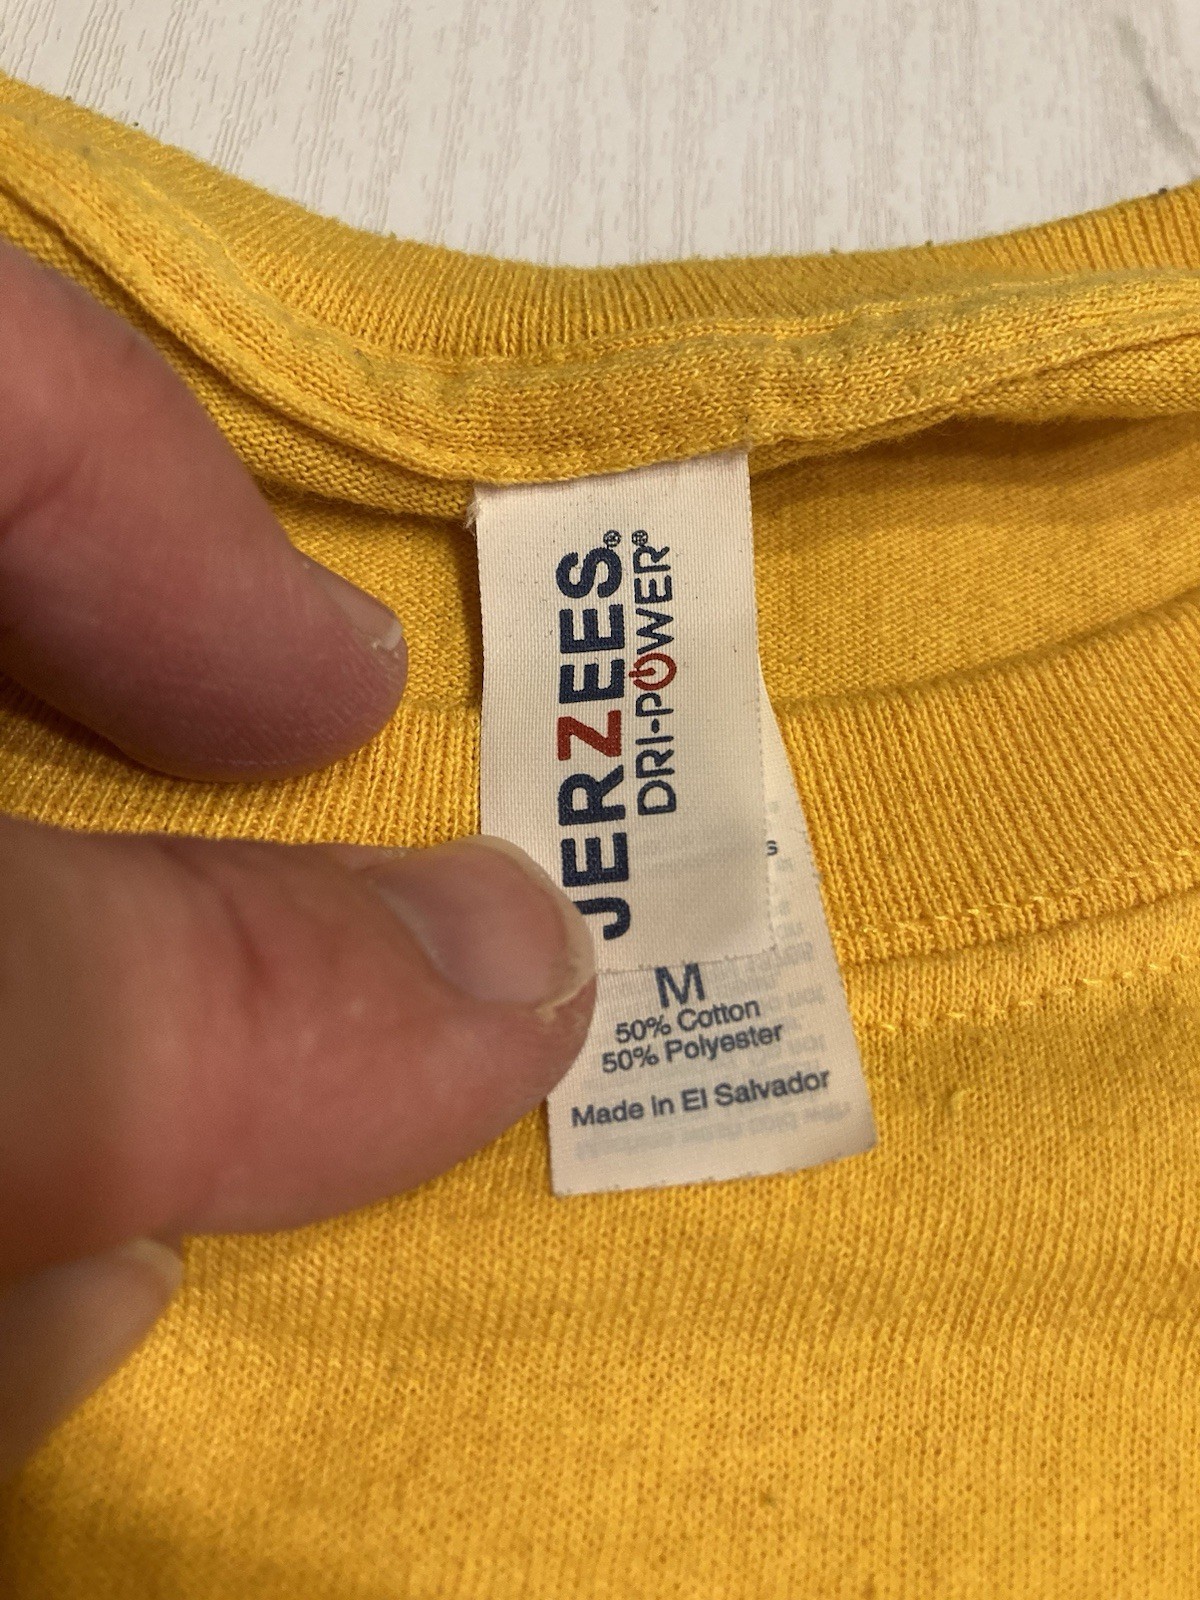 JERZEES®
DRI-POWER®
M
50% Cotton
50% Polyester
Made in El Salvador